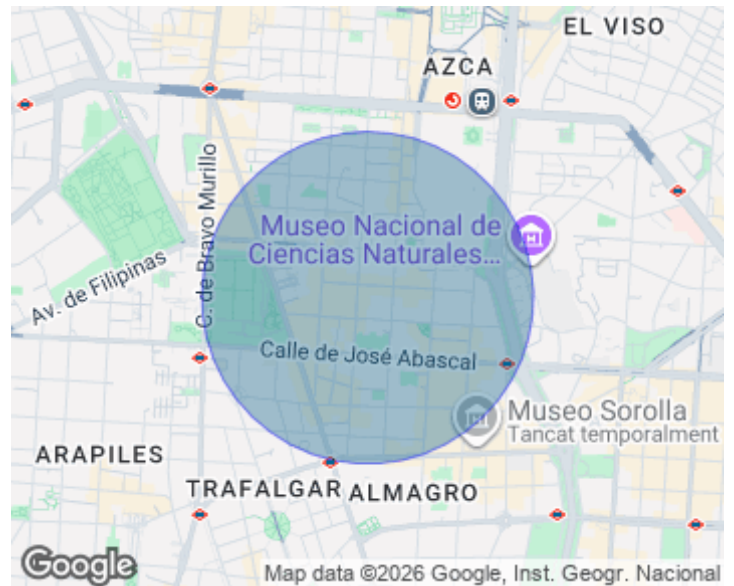 EL VISO
AZCA
C. de Bravo Murillo
Museo Nacional de
Ciencias Naturales...
Av. de Filipinas
Calle de José Abascal
Museo Sorolla
Tancat temporalment
ARAPILES
TRAFALGAR
ALMAGRO
Google
Map data ©2026 Google, Inst. Geogr. Nacional